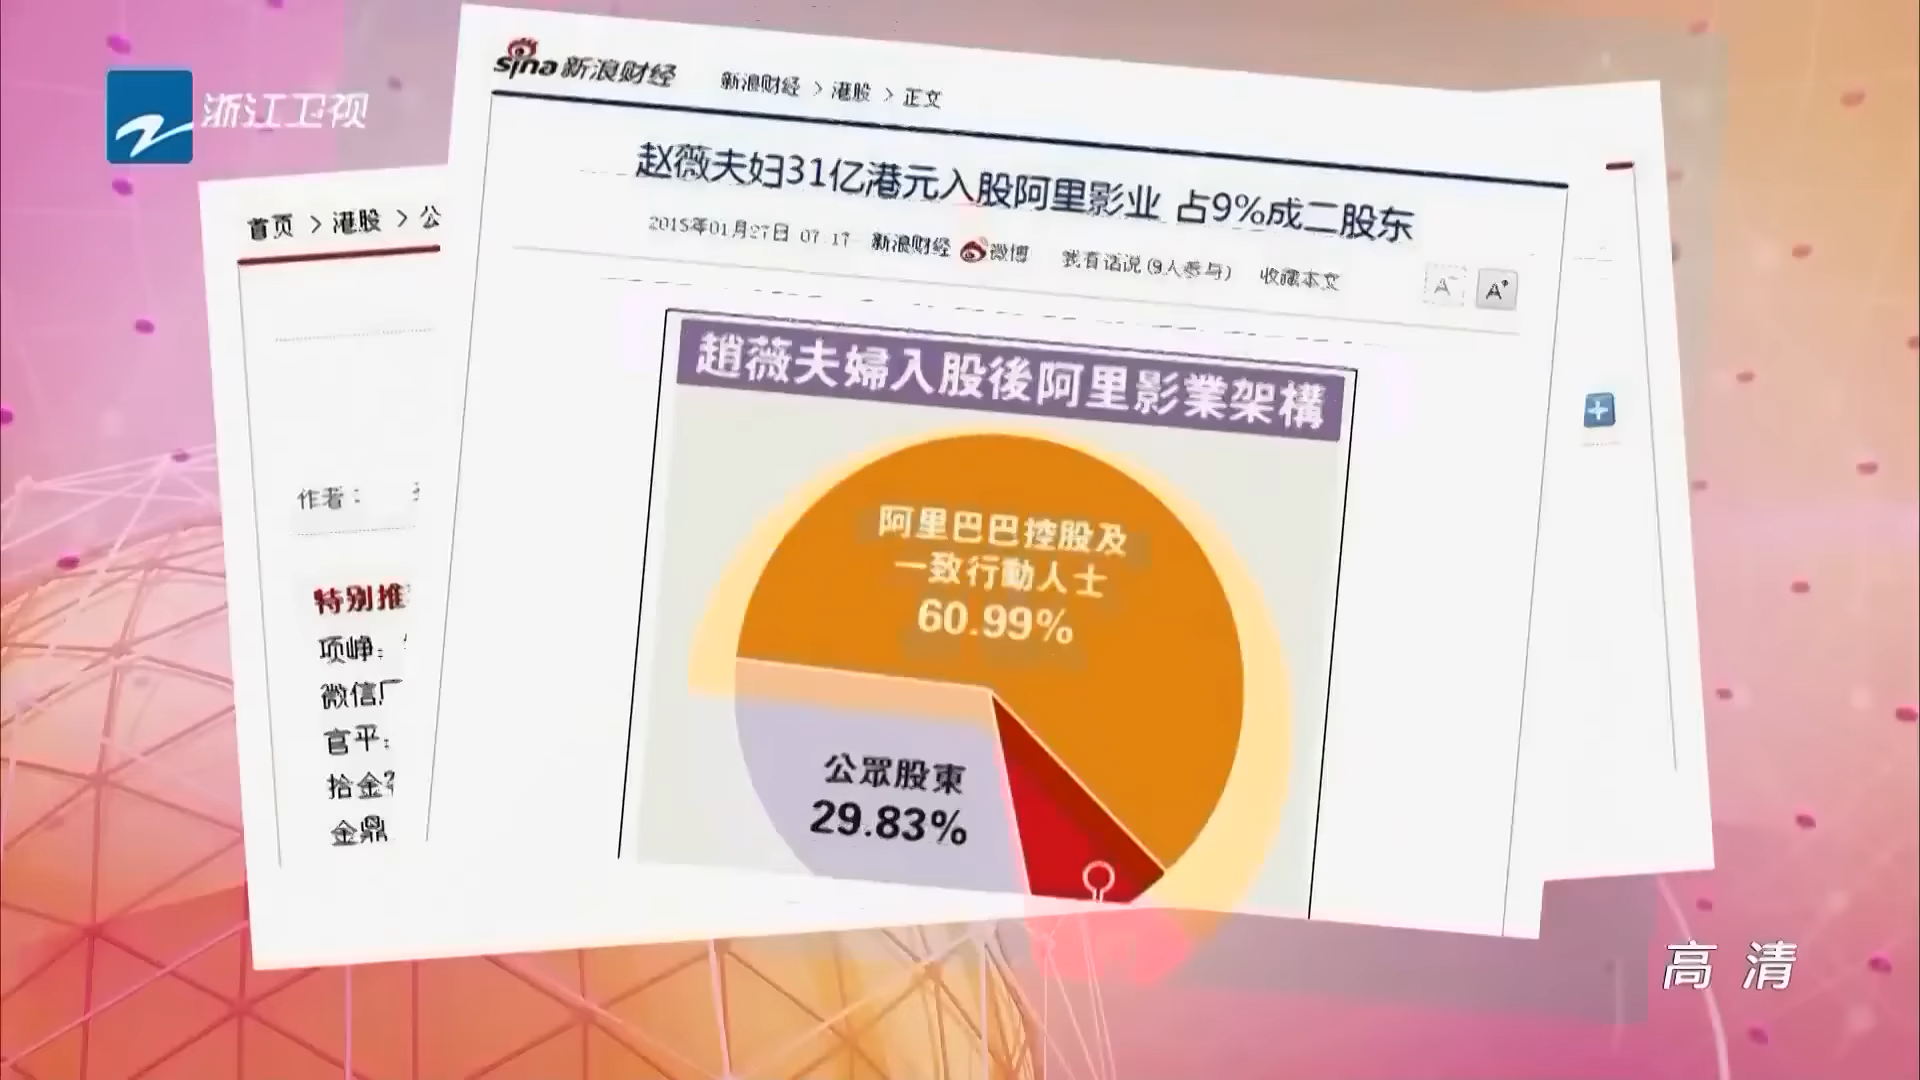 浙江卫视
sina新浪财经
新浪财经 > 港股 > 正文
赵薇夫妇31亿港元入股阿里影业 占9%成二股东
2015年01月27日 07:17 新浪财经 微博 我有话说(9人参与) 收藏本文
A-
A+
趙薇夫婦入股後阿里影業架構
阿里巴巴控股及
一致行動人士
60.99%
公眾股東
29.83%
首页 > 港股 > 公
作者：
特别推
项峥:
微信
官平:
拾金
金鼎
高清